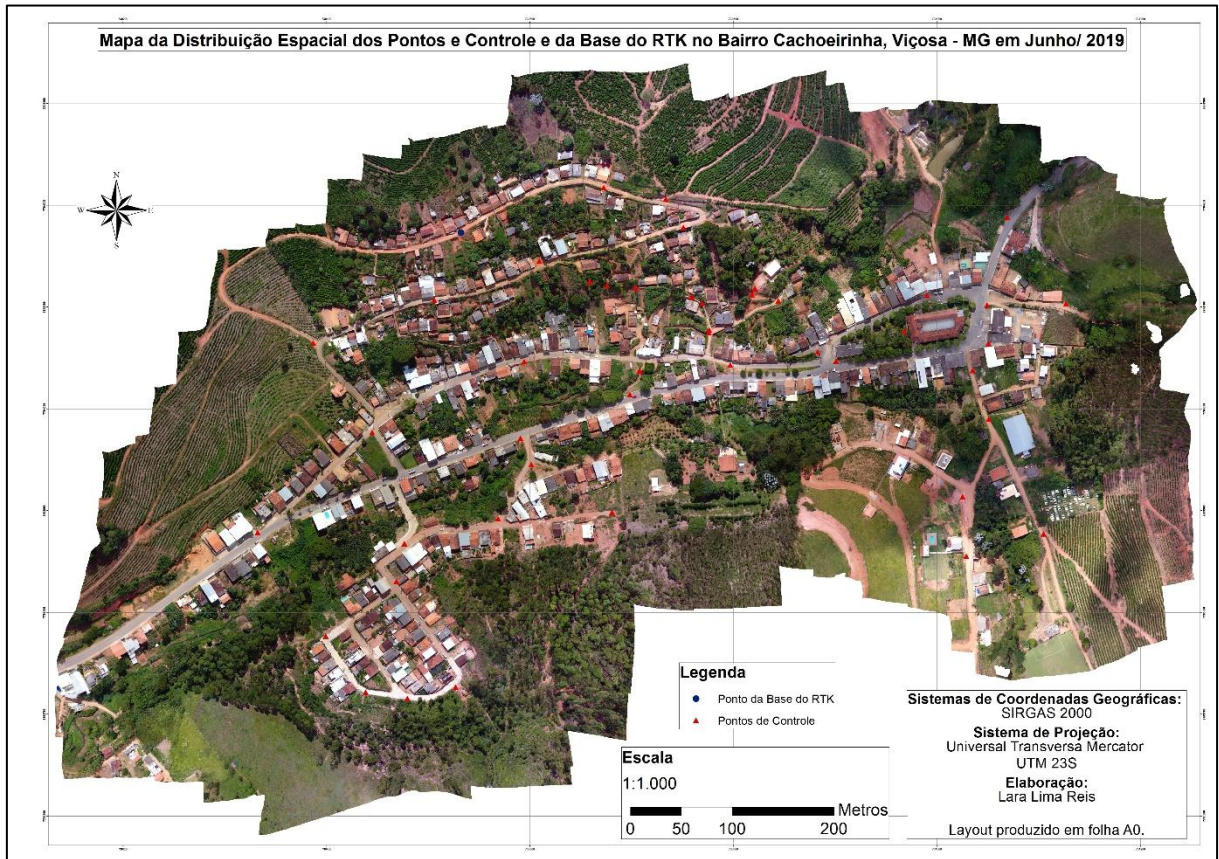 Mapa da Distribuição Espacial dos Pontos e Controle e da Base do RTK no Bairro Cachoeirinha, Viçosa - MG em Junho/ 2019
N
W
E
S
Legenda
Ponto da Base do RTK
Pontos de Controle
Escala
1:1.000
Metros
0 50 100 200
Sistemas de Coordenadas Geográficas:
SIRGAS 2000
Sistema de Projeção:
Universal Transversa Mercator
UTM 23S
Elaboração:
Lara Lima Reis
Layout produzido em folha A0.